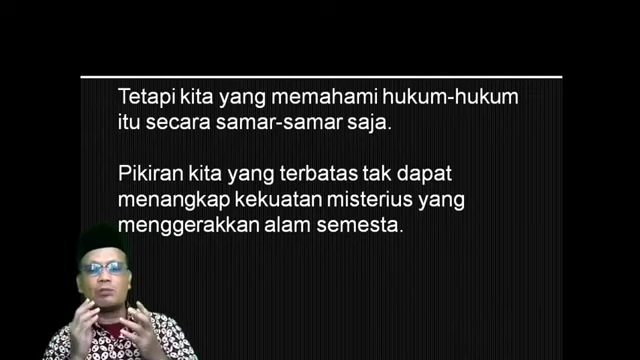 Tetapi kita yang memahami hukum-hukum
itu secara samar-samar saja.
Pikiran kita yang terbatas tak dapat
menangkap kekuatan misterius yang
menggerakkan alam semesta.